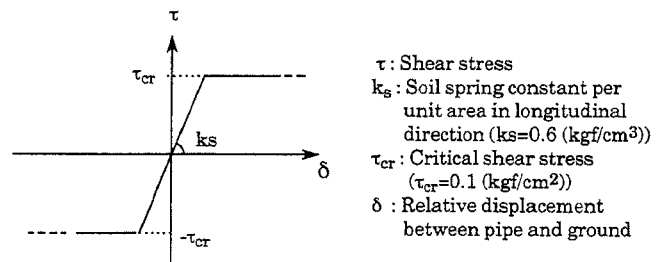 τ
τcr
ks
δ
-τcr
τ : Shear stress
ks : Soil spring constant per
unit area in longitudinal
direction (ks=0.6 (kgf/cm³))
τcr : Critical shear stress
(τcr=0.1 (kgf/cm²))
δ : Relative displacement
between pipe and ground